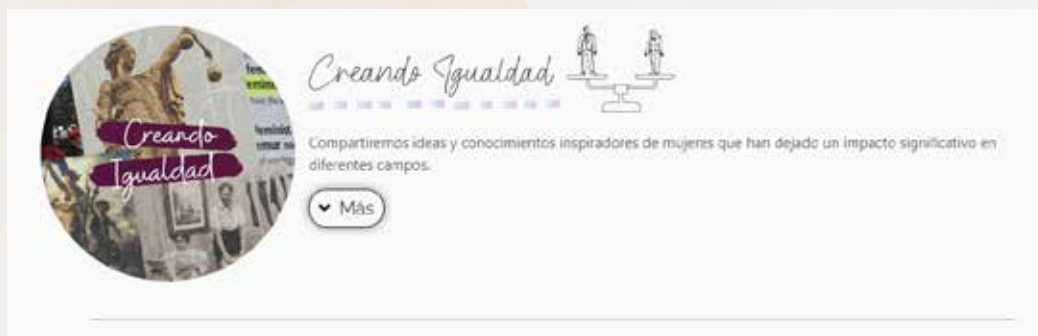 Creando
Igualdad
Creando Igualdad
Compartiremos ideas y conocimientos inspiradores de mujeres que han dejado un impacto significativo en
diferentes campos.
Más